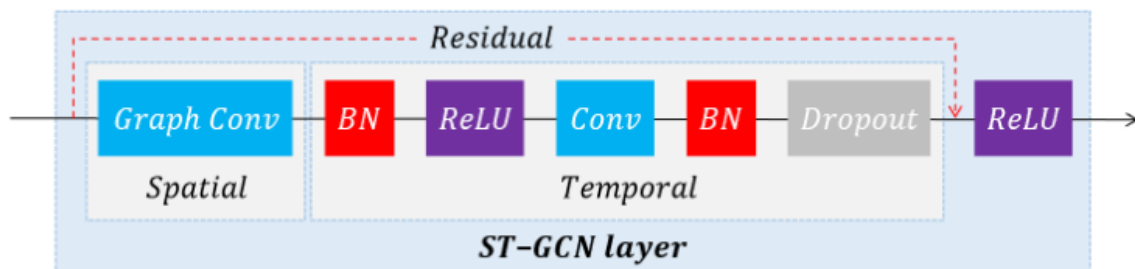 Residual
Graph Conv BN ReLU Conv BN Dropout ReLU
Spatial Temporal
ST–GCN layer